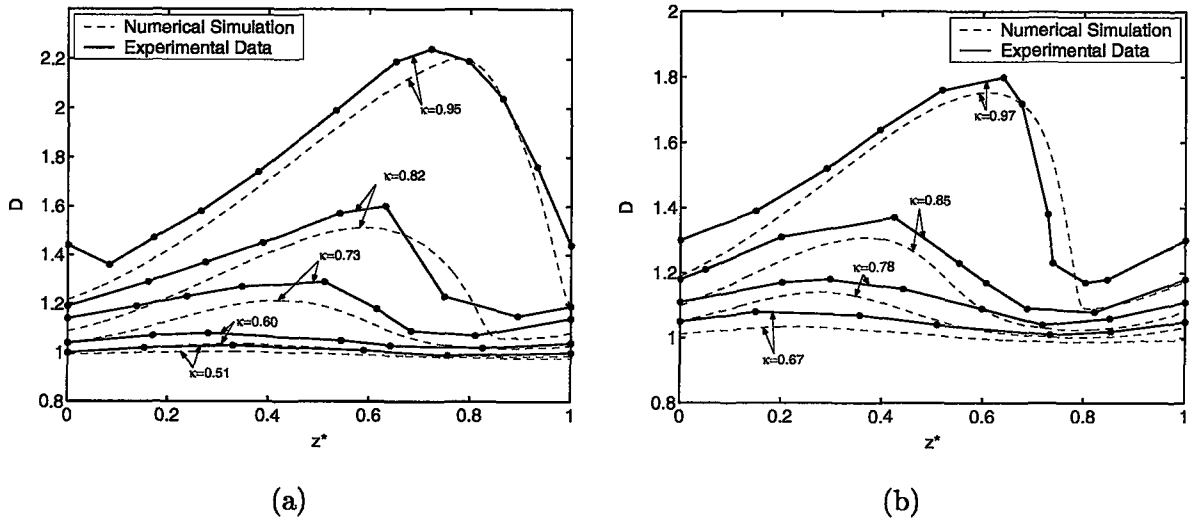 Numerical Simulation
Experimental Data
2.2
2
1.8
1.6
1.4
1.2
1
0.8
D
κ=0.95
κ=0.82
κ=0.73
κ=0.60
κ=0.51
0
0.2
0.4
0.6
0.8
1
z*
(a)
Numerical Simulation
Experimental Data
2
1.8
1.6
1.4
1.2
1
0.8
D
κ=0.97
κ=0.85
κ=0.78
κ=0.67
0
0.2
0.4
0.6
0.8
1
z*
(b)